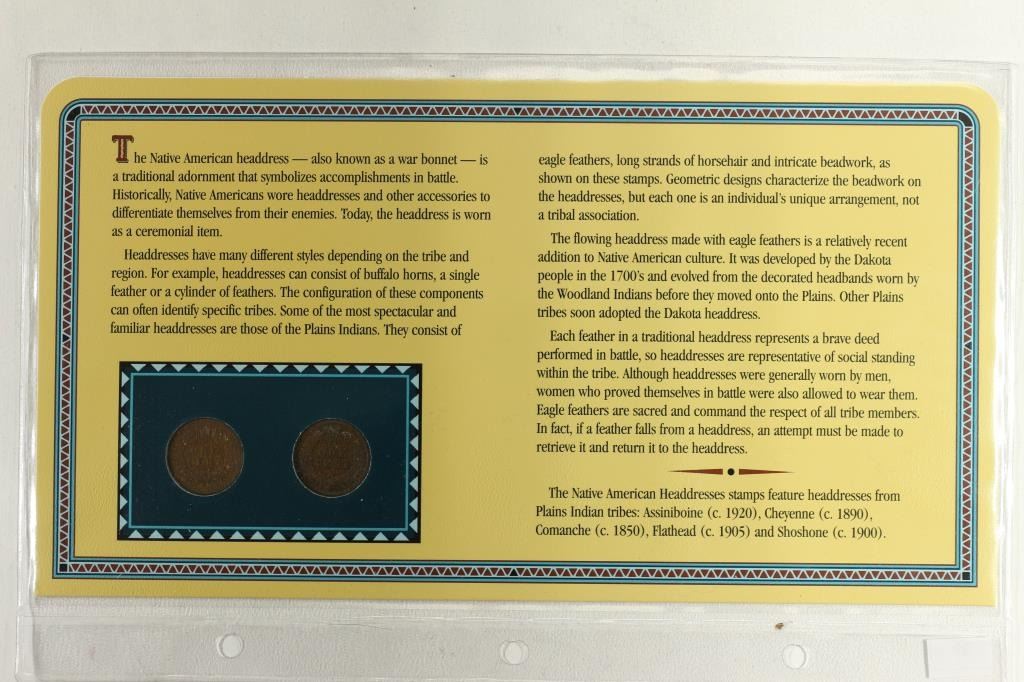 The Native American headdress — also known as a war bonnet — is
a traditional adornment that symbolizes accomplishments in battle.
Historically, Native Americans wore headdresses and other accessories to
differentiate themselves from their enemies. Today, the headdress is worn
as a ceremonial item.
Headdresses have many different styles depending on the tribe and
region. For example, headdresses can consist of buffalo horns, a single
feather or a cylinder of feathers. The configuration of these components
can often identify specific tribes. Some of the most spectacular and
familiar headdresses are those of the Plains Indians. They consist of
eagle feathers, long strands of horsehair and intricate beadwork, as
shown on these stamps. Geometric designs characterize the beadwork on
the headdresses, but each one is an individual's unique arrangement, not
a tribal association.
The flowing headdress made with eagle feathers is a relatively recent
addition to Native American culture. It was developed by the Dakota
people in the 1700's and evolved from the decorated headbands worn by
the Woodland Indians before they moved onto the Plains. Other Plains
tribes soon adopted the Dakota headdress.
Each feather in a traditional headdress represents a brave deed
performed in battle, so headdresses are representative of social standing
within the tribe. Although headdresses were generally worn by men,
women who proved themselves in battle were also allowed to wear them.
Eagle feathers are sacred and command the respect of all tribe members.
In fact, if a feather falls from a headdress, an attempt must be made to
retrieve it and return it to the headdress.
The Native American Headdresses stamps feature headdresses from
Plains Indian tribes: Assiniboine (c. 1920), Cheyenne (c. 1890),
Comanche (c. 1850), Flathead (c. 1905) and Shoshone (c. 1900).